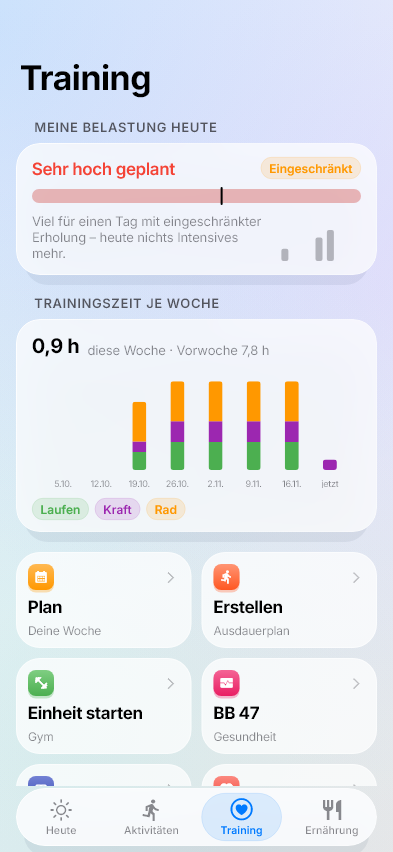 Training
MEINE BELASTUNG HEUTE
Sehr hoch geplant
Eingeschränkt
Viel für einen Tag mit eingeschränkter
Erholung – heute nichts Intensives
mehr.
TRAININGSZEIT JE WOCHE
0,9 h diese Woche · Vorwoche 7,8 h
5.10. 12.10. 19.10. 26.10. 2.11. 9.11. 16.11. jetzt
Laufen Kraft Rad
Plan
Deine Woche
Erstellen
Ausdauerplan
Einheit starten
Gym
BB 47
Gesundheit
Heute Aktivitäten Training Ernährung